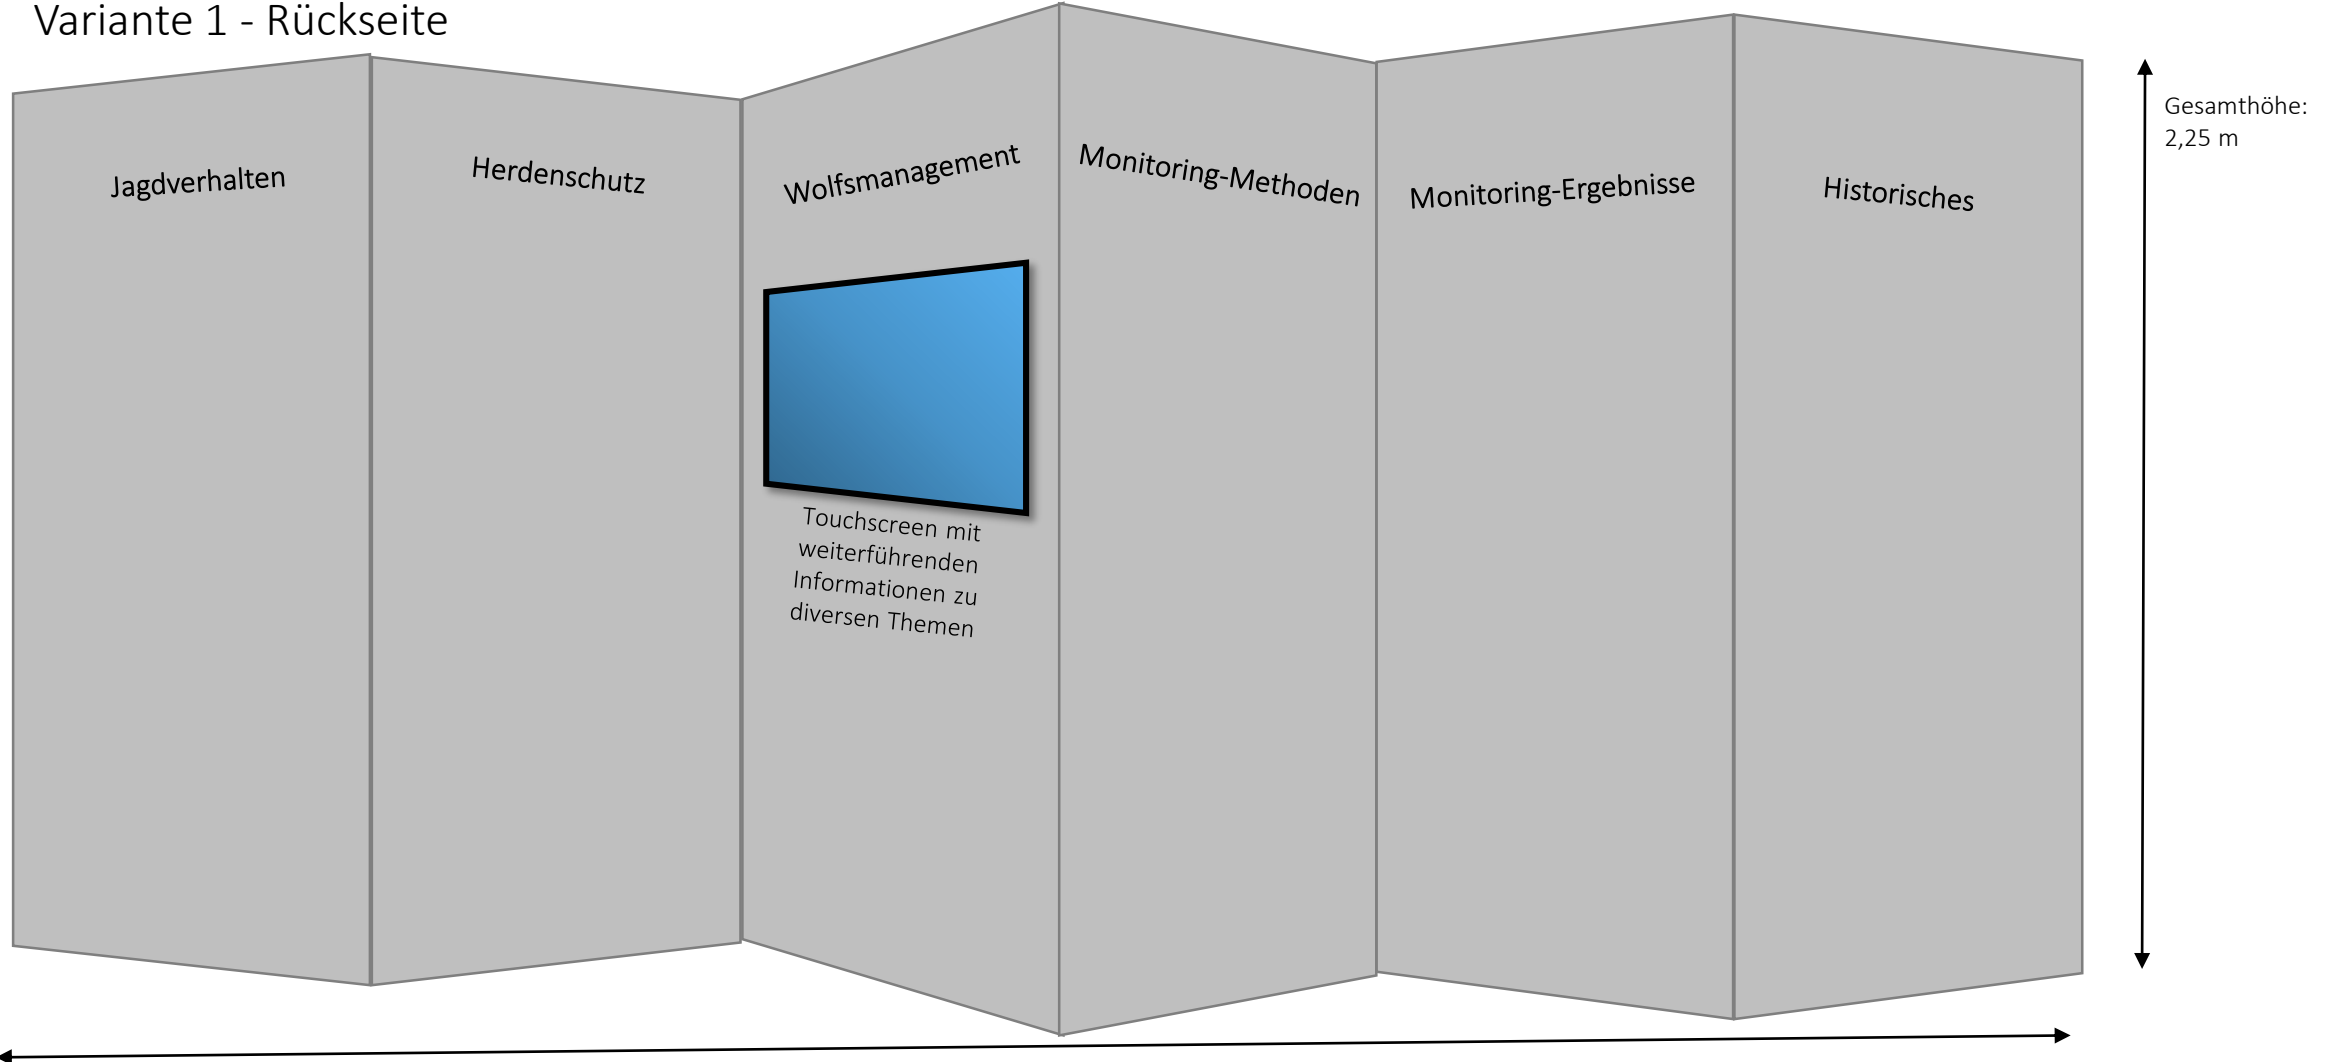 Variante 1 - Rückseite
Gesamthöhe:
2,25 m
Jagdverhalten
Herdenschutz
Wolfsmanagement
Monitoring-Methoden
Monitoring-Ergebnisse
Historisches
Touchscreen mit
weiterführenden
Informationen zu
diversen Themen